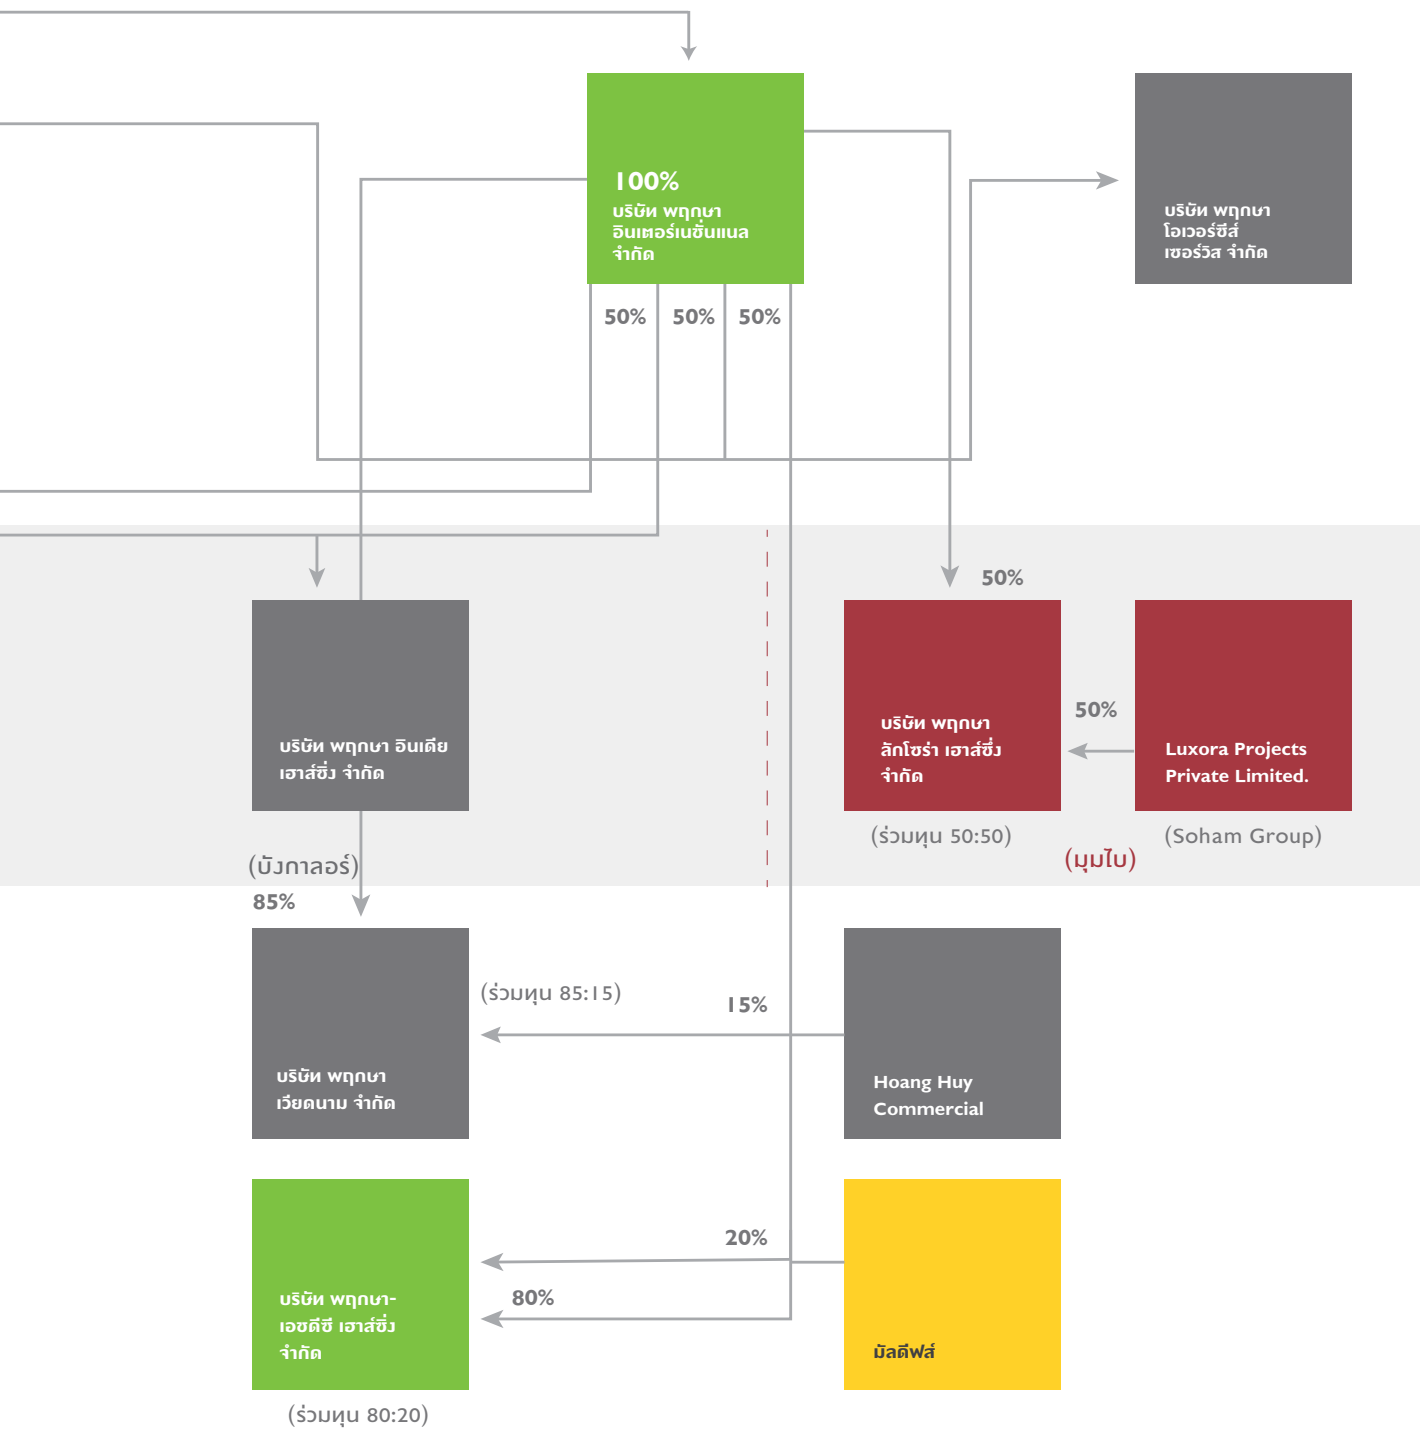 100%
บริษัท พฤกษา
อินเตอร์เนชั่นแนล
จำกัด
บริษัท พฤกษา
โอเวอร์ซีส์
เซอร์วิส จำกัด
50%
50%
50%
50%
บริษัท พฤกษา อินเดีย
เฮาส์ซิ่ง จำกัด
บริษัท พฤกษา
ลักโซร่า เฮาส์ซึ่ง
จำกัด
50%
Luxora Projects
Private Limited.
(บังกาลอร์)
(ร่วมทุน 50:50)
(มุมไบ)
(Soham Group)
85%
บริษัท พฤกษา
เวียดนาม จำกัด
(ร่วมทุน 85:15)
15%
Hoang Huy
Commercial
20%
80%
บริษัท พฤกษา-
เอชดีซี เฮาส์ซิ่ง
จำกัด
มัลดีฟส์
(ร่วมทุน 80:20)